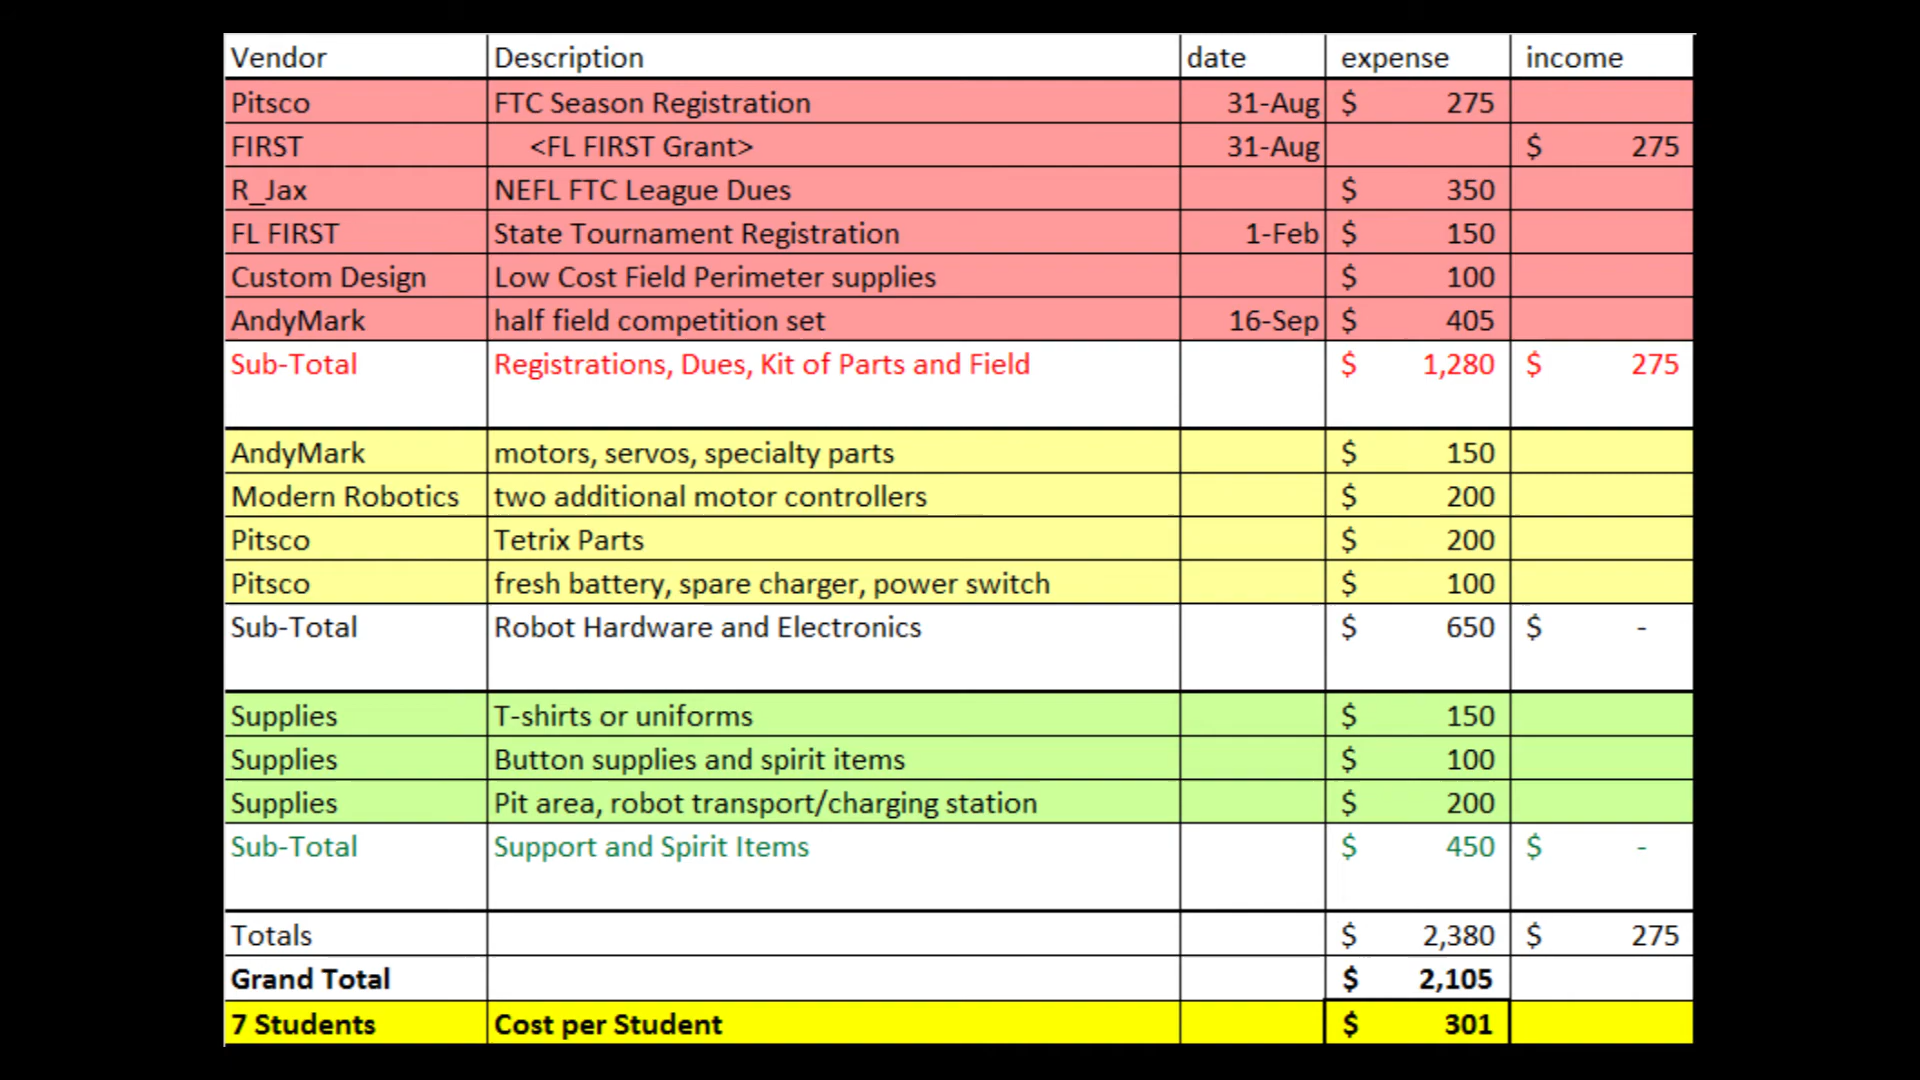 Vendor Description date expense income
Pitsco FTC Season Registration 31-Aug $ 275
FIRST <FL FIRST Grant> 31-Aug $ 275
R_Jax NEFL FTC League Dues $ 350
FL FIRST State Tournament Registration 1-Feb $ 150
Custom Design Low Cost Field Perimeter supplies $ 100
AndyMark half field competition set 16-Sep $ 405
Sub-Total Registrations, Dues, Kit of Parts and Field $ 1,280 $ 275
AndyMark motors, servos, specialty parts $ 150
Modern Robotics two additional motor controllers $ 200
Pitsco Tetrix Parts $ 200
Pitsco fresh battery, spare charger, power switch $ 100
Sub-Total Robot Hardware and Electronics $ 650 $ -
Supplies T-shirts or uniforms $ 150
Supplies Button supplies and spirit items $ 100
Supplies Pit area, robot transport/charging station $ 200
Sub-Total Support and Spirit Items $ 450 $ -
Totals $ 2,380 $ 275
Grand Total $ 2,105
7 Students Cost per Student $ 301